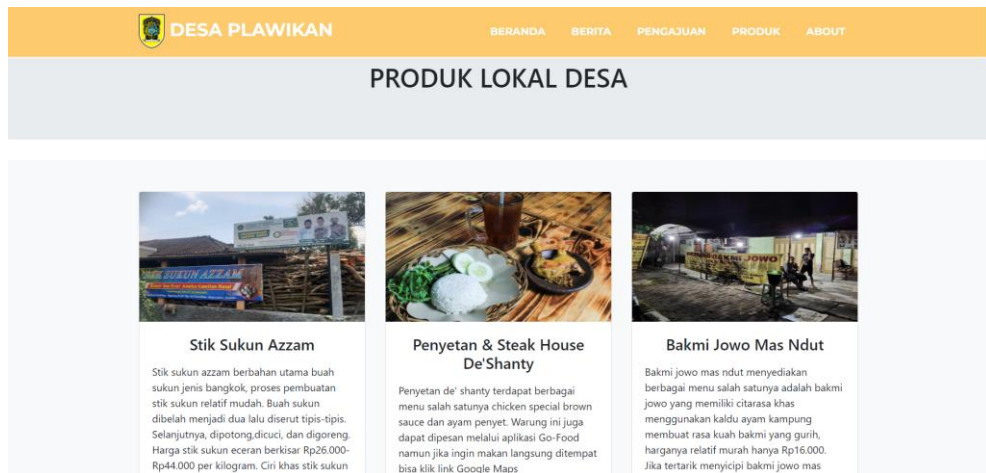 DESA PLAWIKAN
BERANDA BERITA PENGAJUAN PRODUK ABOUT
PRODUK LOKAL DESA
STIK SUKUN AZZAM
BAKMI JOWO
Stik Sukun Azzam
Stik sukun azzam berbahan utama buah
sukun jenis bangkok, proses pembuatan
stik sukun relatif mudah. Buah sukun
dibelah menjadi dua lalu diserut tipis-tipis.
Selanjutnya, dipotong,dicuci, dan digoreng.
Harga stik sukun eceran berkisar Rp26.000-
Rp44.000 per kilogram. Ciri khas stik sukun
Penyetan & Steak House
De'Shanty
Penyetan de' shanty terdapat berbagai
menu salah satunya chicken special brown
sauce dan ayam penyet. Warung ini juga
dapat dipesan melalui aplikasi Go-Food
namun jika ingin makan langsung ditempat
bisa klik link Google Maps
Bakmi Jowo Mas Ndut
Bakmi jowo mas ndut menyediakan
berbagai menu salah satunya adalah bakmi
jowo yang memiliki citarasa khas
menggunakan kaldu ayam kampung
membuat rasa kuah bakmi yang gurih,
harganya relatif murah hanya Rp16.000.
Jika tertarik menyicipi bakmi jowo mas